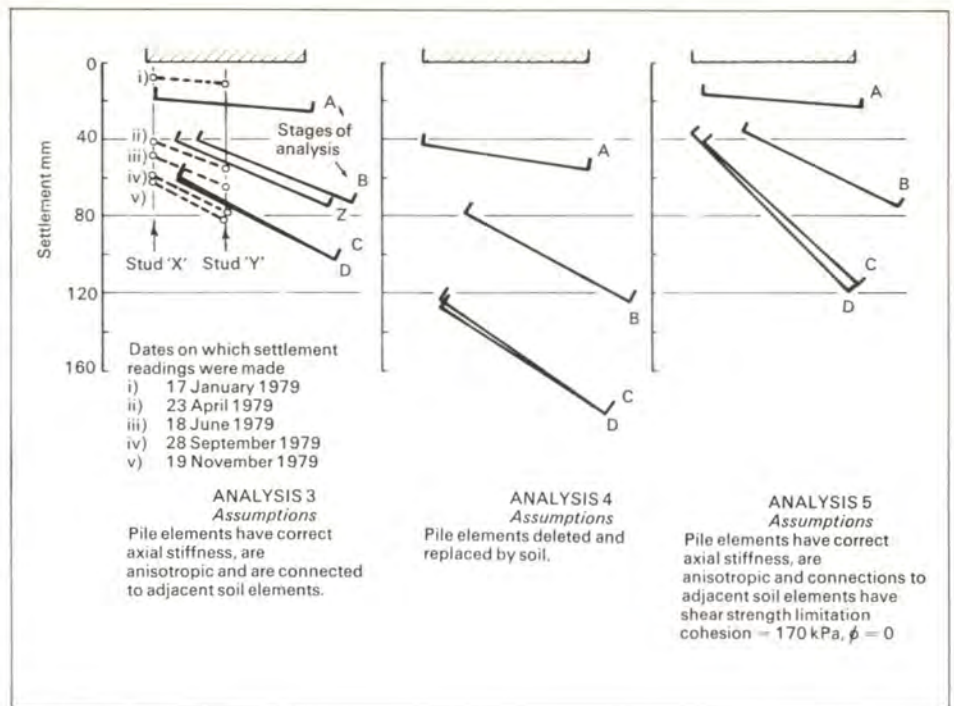 Settlement mm
0
40
80
120
160
i)
ii)
iii)
iv)
v)
A
Stages of
analysis
B
Z
C
D
Stud 'X'
Stud 'Y'
Dates on which settlement
readings were made
i) 17 January 1979
ii) 23 April 1979
iii) 18 June 1979
iv) 28 September 1979
v) 19 November 1979
ANALYSIS 3
Assumptions
Pile elements have correct
axial stiffness, are
anisotropic and are connected
to adjacent soil elements.
A
B
C
D
ANALYSIS 4
Assumptions
Pile elements deleted and
replaced by soil.
A
B
C
D
ANALYSIS 5
Assumptions
Pile elements have correct
axial stiffness, are
anisotropic and connections to
adjacent soil elements have
shear strength limitation
cohesion = 170 kPa, ϕ = 0